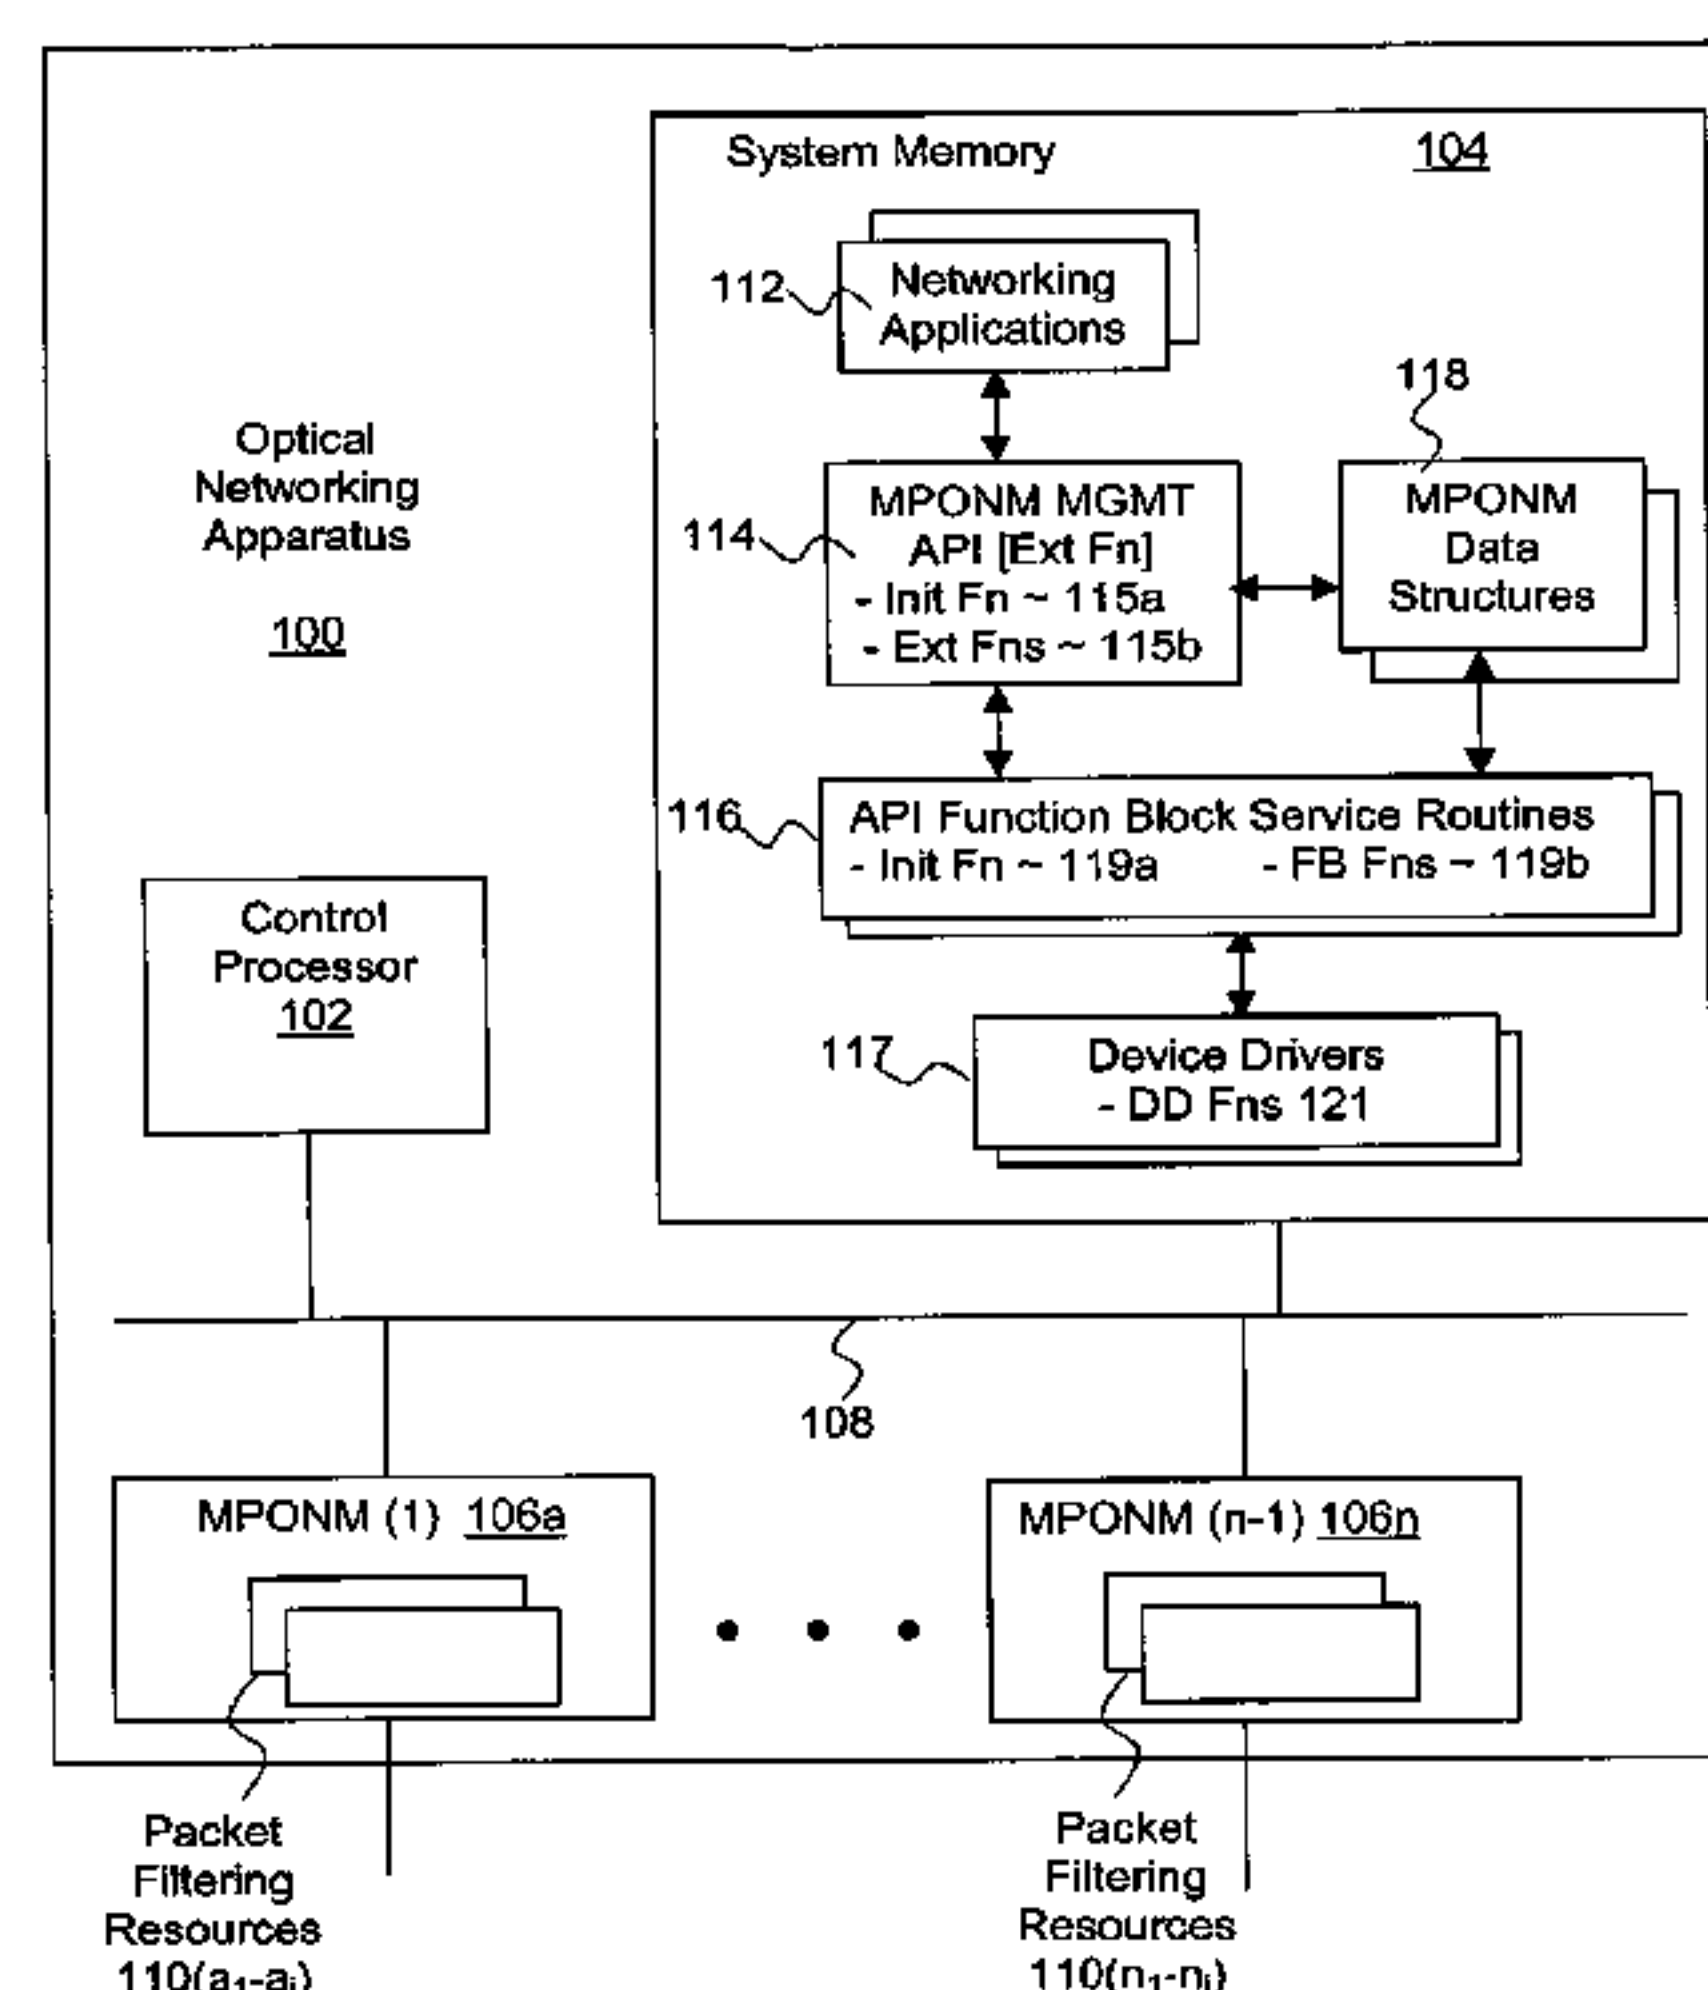 System Memory 104
112
Networking
Applications
118
Optical
Networking
Apparatus
100
114
MPONM MGMT
API [Ext Fn]
- Init Fn ~ 115a
- Ext Fns ~ 115b
MPONM
Data
Structures
116
API Function Block Service Routines
- Init Fn ~ 119a - FB Fns ~ 119b
Control
Processor
102
117
Device Drivers
- DD Fns 121
108
MPONM (1) 106a
MPONM (n-1) 106n
Packet
Filtering
Resources
110(a₁-aᵢ)
Packet
Filtering
Resources
110(n₁-nᵢ)